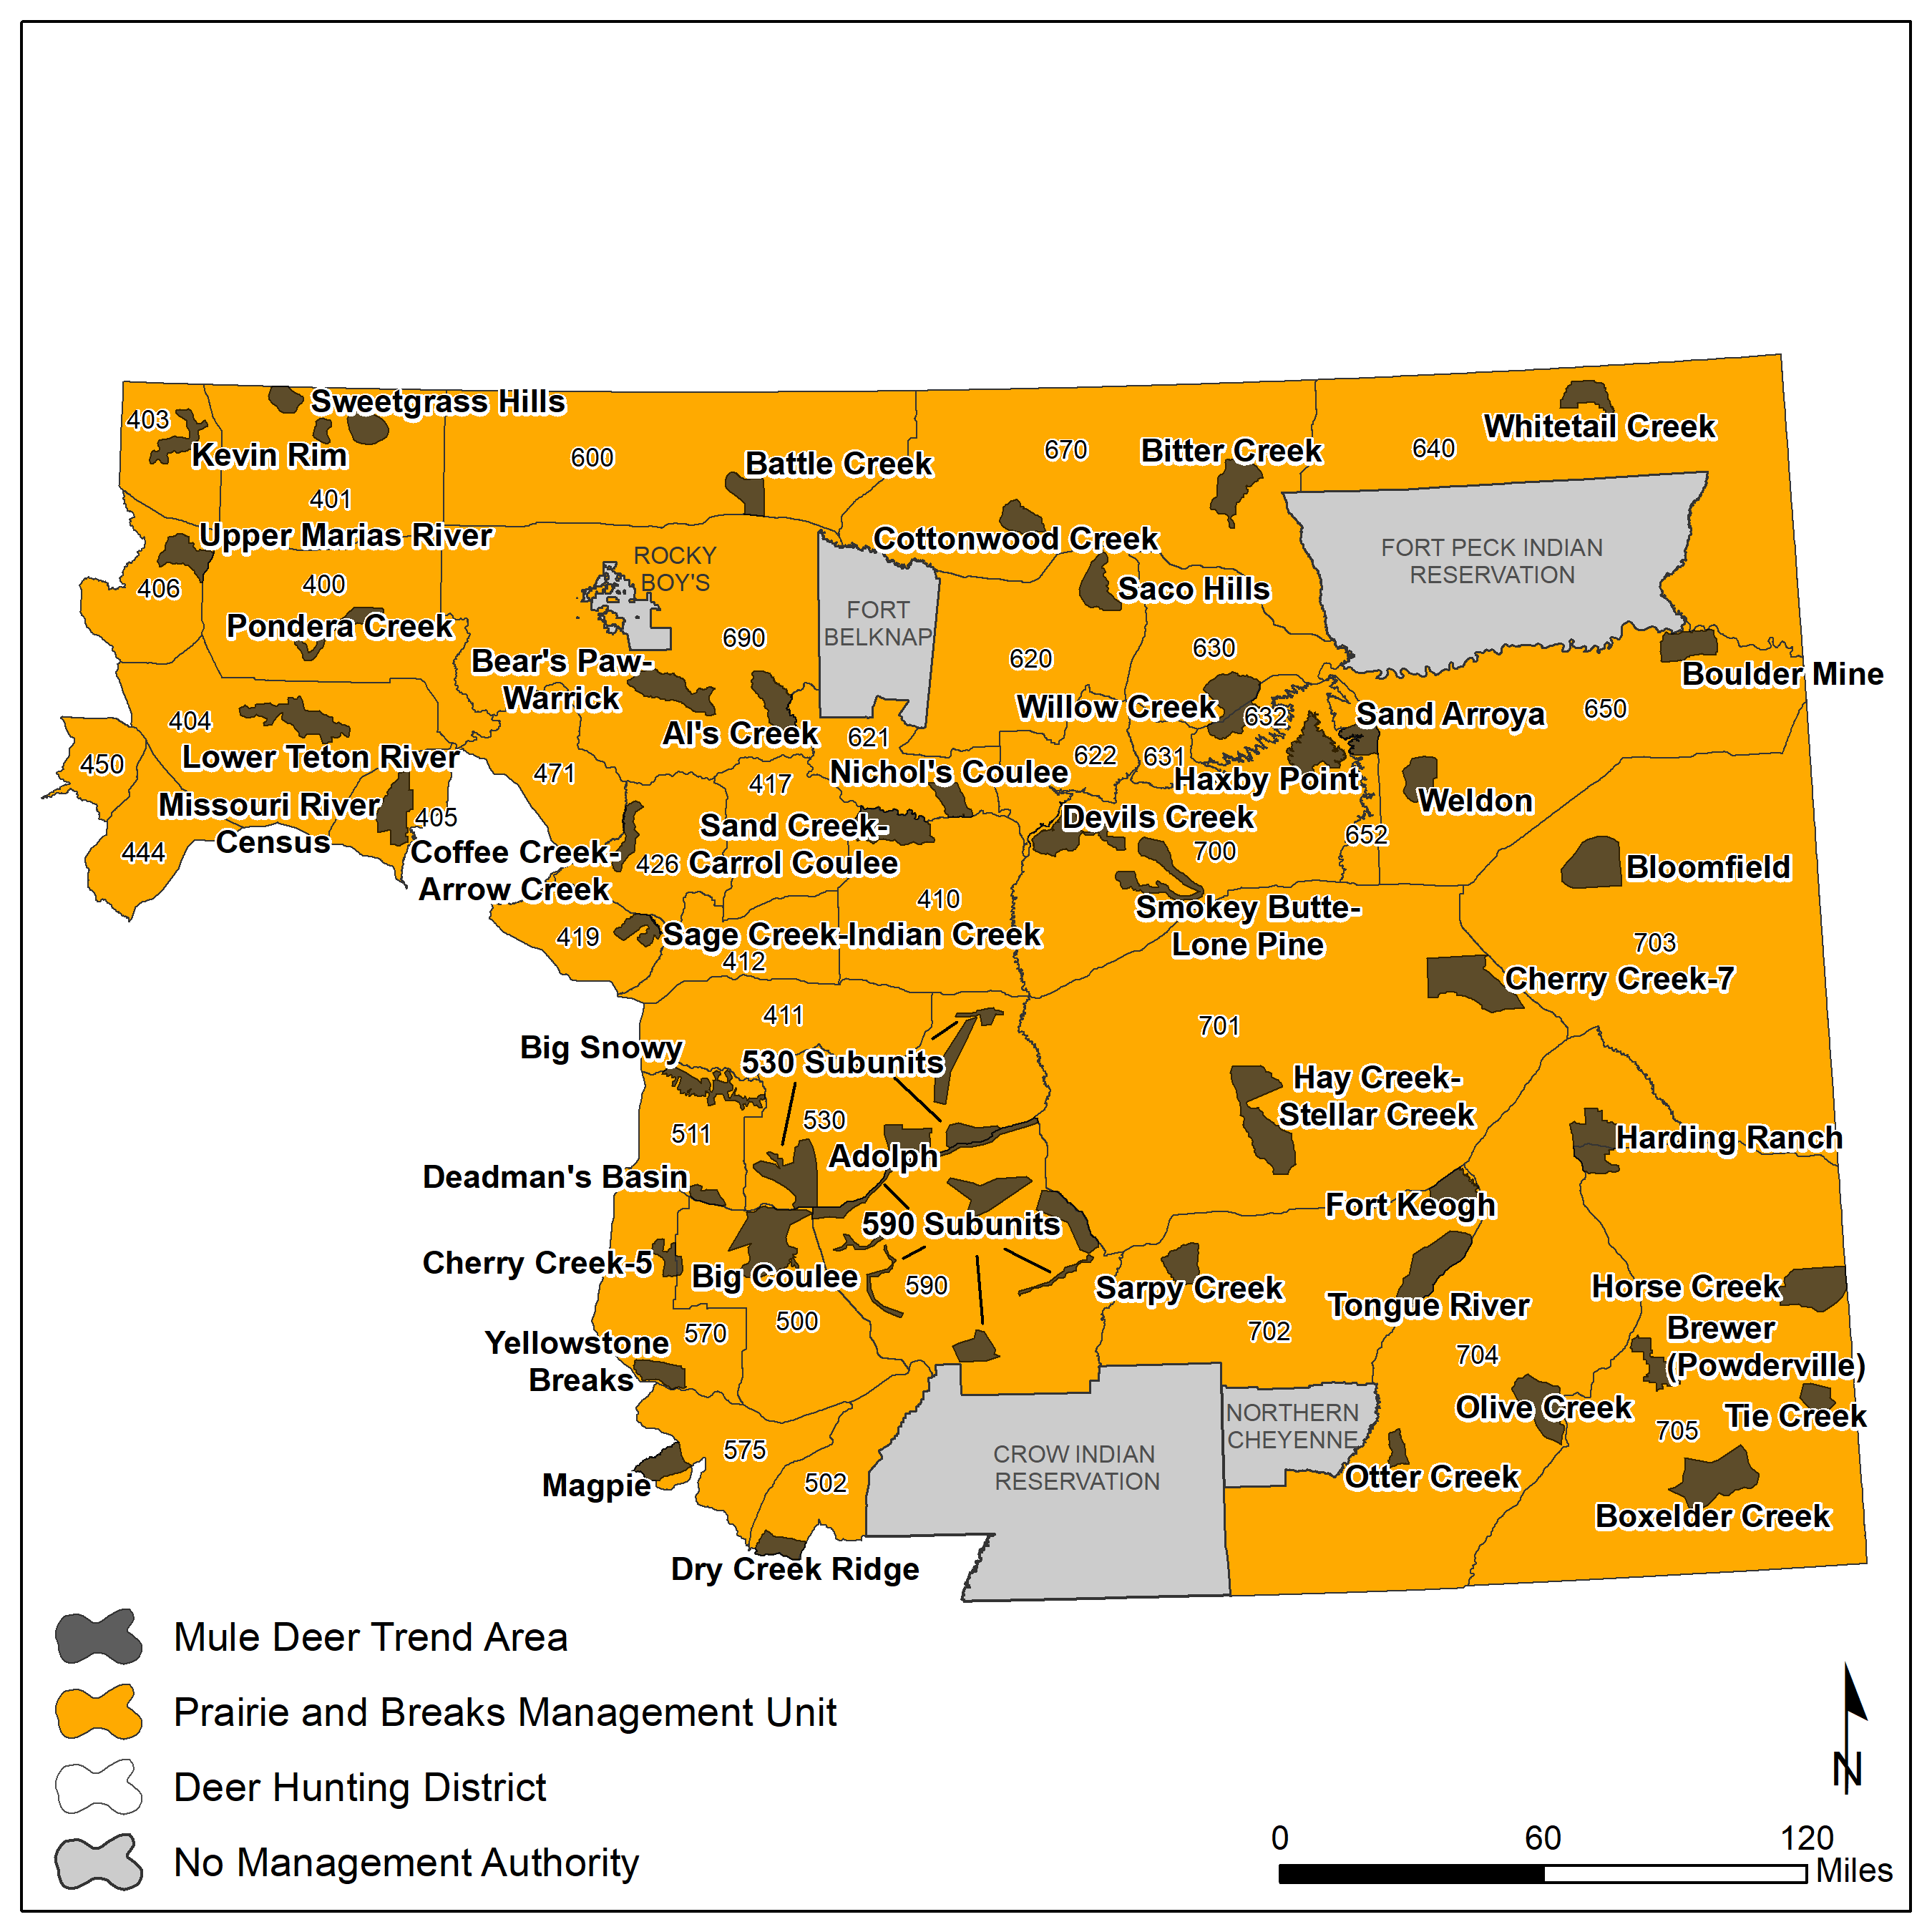 Sweetgrass Hills
403
Kevin Rim
401
600
Battle Creek
670
Bitter Creek
640
Whitetail Creek
Upper Marias River
406
400
Pondera Creek
ROCKY
BOY'S
690
FORT
BELKNAP
Cottonwood Creek
Saco Hills
FORT PECK INDIAN
RESERVATION
Bear's Paw-
Warrick
Al's Creek
620
630
Willow Creek
632
Sand Arroya
650
Boulder Mine
404
Lower Teton River
450
Missouri River
Census
405
444
471
417
621
Nichol's Coulee
622
631
Haxby Point
Weldon
Coffee Creek-
Arrow Creek
426
Sand Creek-
Carrol Coulee
Devils Creek
700
652
Bloomfield
410
Smokey Butte-
Lone Pine
419
Sage Creek-Indian Creek
412
703
Cherry Creek-7
411
701
Big Snowy
530 Subunits
Hay Creek-
Stellar Creek
511
530
Adolph
Harding Ranch
Deadman's Basin
590 Subunits
Fort Keogh
Cherry Creek-5
Big Coulee
590
Sarpy Creek
Tongue River
Horse Creek
570
500
702
704
Brewer
(Powderville)
Yellowstone
Breaks
Olive Creek
705
Tie Creek
NORTHERN
CHEYENNE
CROW INDIAN
RESERVATION
575
502
Magpie
Otter Creek
Boxelder Creek
Dry Creek Ridge
Mule Deer Trend Area
Prairie and Breaks Management Unit
Deer Hunting District
No Management Authority
N
0 60 120
Miles